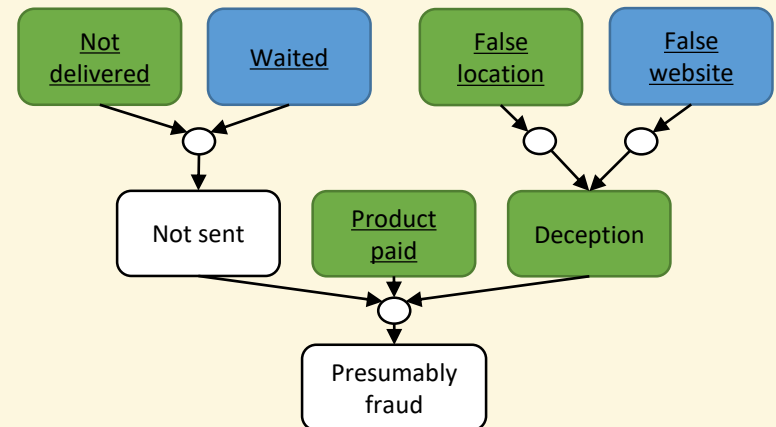 Not
delivered
Waited
False
location
False
website
Not sent
Product
paid
Deception
Presumably
fraud